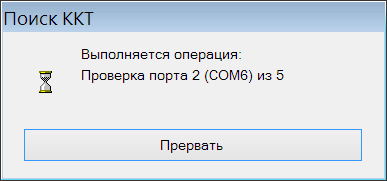 Поиск ККТ
Выполняется операция:
Проверка порта 2 (COM6) из 5
Прервать